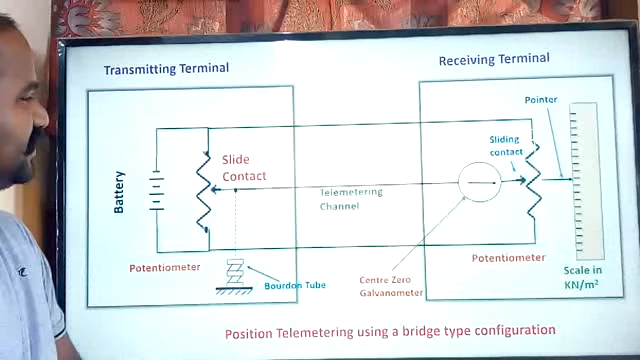 Transmitting Terminal
Receiving Terminal
Pointer
Sliding
contact
Slide
Contact
Battery
Telemetering
Channel
Potentiometer
Bourdon Tube
Centre Zero
Galvanometer
Potentiometer
Scale in
KN/m²
Position Telemetering using a bridge type configuration